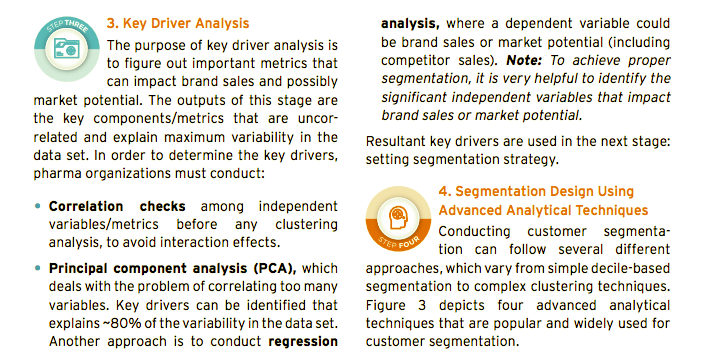 STEP THREE
3. Key Driver Analysis
The purpose of key driver analysis is
to figure out important metrics that
can impact brand sales and possibly
market potential. The outputs of this stage are
the key components/metrics that are uncor-
related and explain maximum variability in the
data set. In order to determine the key drivers,
pharma organizations must conduct:
• Correlation checks among independent
variables/metrics before any clustering
analysis, to avoid interaction effects.
• Principal component analysis (PCA), which
deals with the problem of correlating too many
variables. Key drivers can be identified that
explains ~80% of the variability in the data set.
Another approach is to conduct regression
analysis, where a dependent variable could
be brand sales or market potential (including
competitor sales). Note: To achieve proper
segmentation, it is very helpful to identify the
significant independent variables that impact
brand sales or market potential.
Resultant key drivers are used in the next stage:
setting segmentation strategy.
STEP FOUR
4. Segmentation Design Using
Advanced Analytical Techniques
Conducting customer segmenta-
tion can follow several different
approaches, which vary from simple decile-based
segmentation to complex clustering techniques.
Figure 3 depicts four advanced analytical
techniques that are popular and widely used for
customer segmentation.